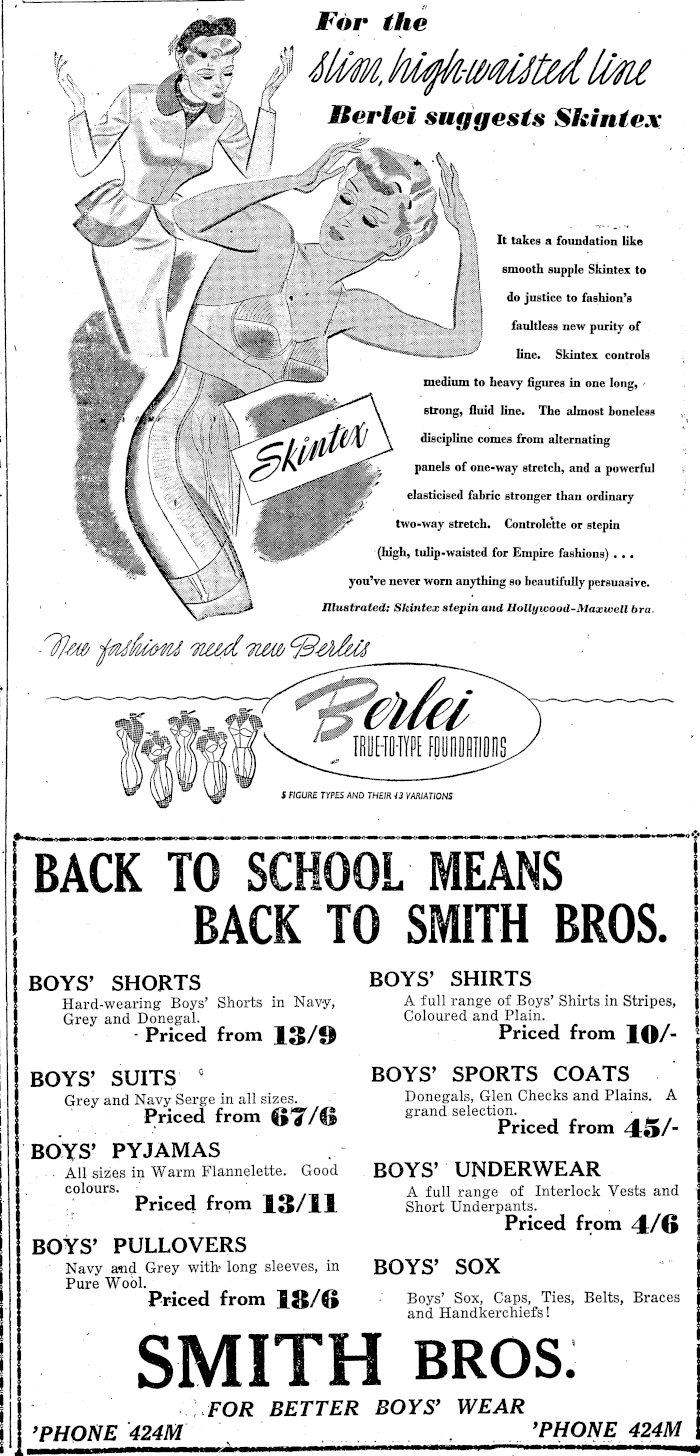 For the
slim, high-waisted line
Berlei suggests Skintex
It takes a foundation like
smooth supple Skintex to
do justice to fashion's
faultless new purity of
line. Skintex controls
medium to heavy figures in one long,
strong, fluid line. The almost boneless
discipline comes from alternating
panels of one-way stretch, and a powerful
elasticised fabric stronger than ordinary
two-way stretch. Controlette or stepin
(high, tulip-waisted for Empire fashions) . . .
you've never worn anything so beautifully persuasive.
Illustrated: Skintex stepin and Hollywood-Maxwell bra.
Skintex
New fashions need new Berleis
Berlei
TRUE-TO-TYPE FOUNDATIONS
5 FIGURE TYPES AND THEIR 13 VARIATIONS
BACK TO SCHOOL MEANS
BACK TO SMITH BROS.
BOYS' SHORTS
Hard-wearing Boys' Shorts in Navy,
Grey and Donegal.
Priced from 13/9
BOYS' SUITS
Grey and Navy Serge in all sizes.
Priced from 67/6
BOYS' PYJAMAS
All sizes in Warm Flannelette. Good
colours.
Priced from 13/11
BOYS' PULLOVERS
Navy and Grey with long sleeves, in
Pure Wool.
Priced from 18/6
BOYS' SHIRTS
A full range of Boys' Shirts in Stripes,
Coloured and Plain.
Priced from 10/-
BOYS' SPORTS COATS
Donegals, Glen Checks and Plains. A
grand selection.
Priced from 45/-
BOYS' UNDERWEAR
A full range of Interlock Vests and
Short Underpants.
Priced from 4/6
BOYS' SOX
Boys' Sox, Caps, Ties, Belts, Braces
and Handkerchiefs!
SMITH BROS.
FOR BETTER BOYS' WEAR
'PHONE 424M
'PHONE 424M